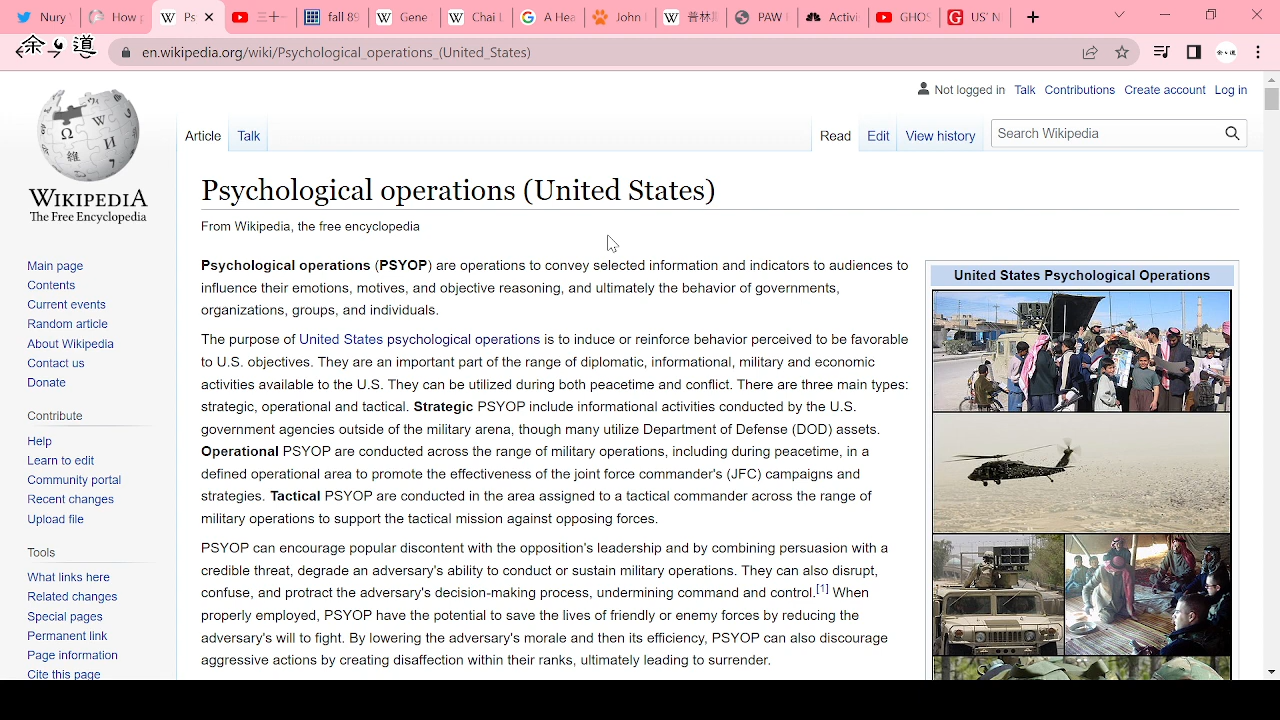 Nury
How
Ps
三十
fall 89
Gene
Chai L
A Hea
John
普林斯
PAW
Activi
GHOS
US' N
余 道
en.wikipedia.org/wiki/Psychological_operations_(United_States)
Not logged in Talk Contributions Create account Log in
Article Talk Read Edit View history Search Wikipedia
WIKIPEDIA
The Free Encyclopedia
Psychological operations (United States)
From Wikipedia, the free encyclopedia
Main page
Contents
Current events
Random article
About Wikipedia
Contact us
Donate
Contribute
Help
Learn to edit
Community portal
Recent changes
Upload file
Tools
What links here
Related changes
Special pages
Permanent link
Page information
Cite this page
Psychological operations (PSYOP) are operations to convey selected information and indicators to audiences to
influence their emotions, motives, and objective reasoning, and ultimately the behavior of governments,
organizations, groups, and individuals.
The purpose of United States psychological operations is to induce or reinforce behavior perceived to be favorable
to U.S. objectives. They are an important part of the range of diplomatic, informational, military and economic
activities available to the U.S. They can be utilized during both peacetime and conflict. There are three main types:
strategic, operational and tactical. Strategic PSYOP include informational activities conducted by the U.S.
government agencies outside of the military arena, though many utilize Department of Defense (DOD) assets.
Operational PSYOP are conducted across the range of military operations, including during peacetime, in a
defined operational area to promote the effectiveness of the joint force commander's (JFC) campaigns and
strategies. Tactical PSYOP are conducted in the area assigned to a tactical commander across the range of
military operations to support the tactical mission against opposing forces.
PSYOP can encourage popular discontent with the opposition's leadership and by combining persuasion with a
credible threat, degrade an adversary's ability to conduct or sustain military operations. They can also disrupt,
confuse, and protract the adversary's decision-making process, undermining command and control.[1] When
properly employed, PSYOP have the potential to save the lives of friendly or enemy forces by reducing the
adversary's will to fight. By lowering the adversary's morale and then its efficiency, PSYOP can also discourage
aggressive actions by creating disaffection within their ranks, ultimately leading to surrender.
United States Psychological Operations